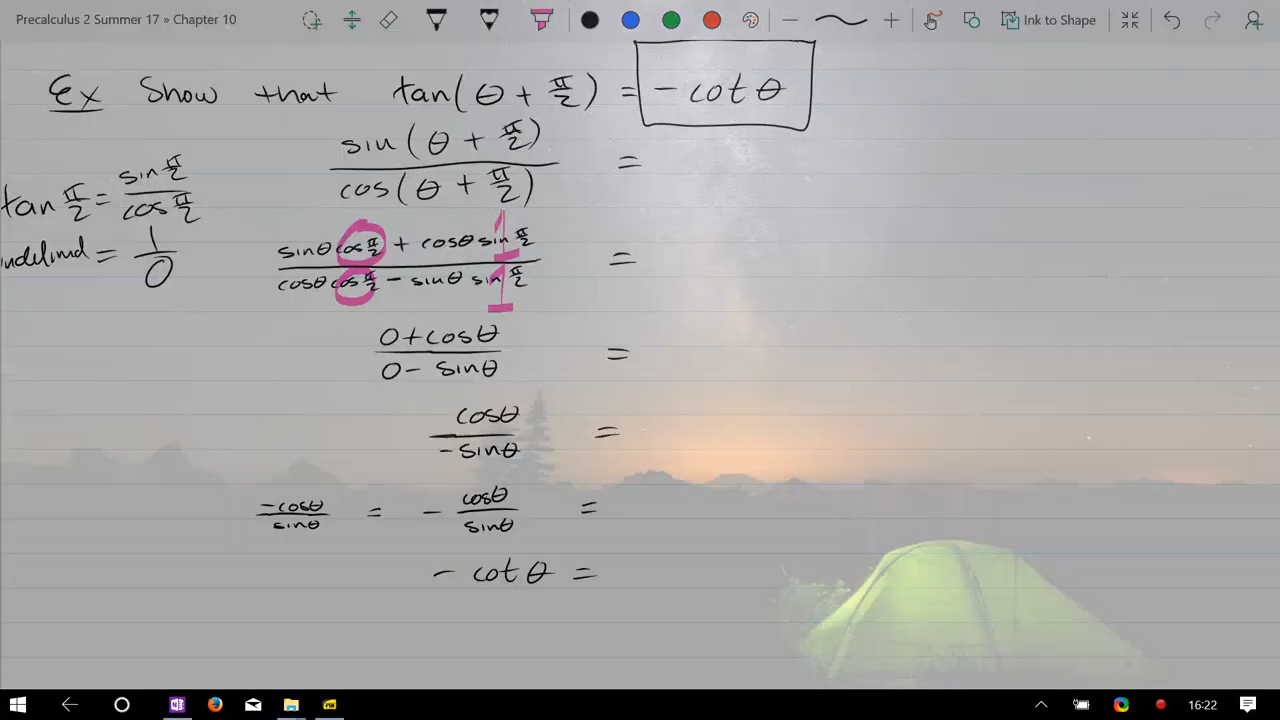 Precalculus 2 Summer 17 » Chapter 10
Ink to Shape
Ex Show that tan(θ + π/2) = -cot θ
sin(θ + π/2) / cos(θ + π/2) =
tan π/2 = sin π/2 / cos π/2
= 1/0
sinθ cos π/2 + cosθ sin π/2 / cosθ cos π/2 - sinθ sin π/2 =
1
1
0 + cosθ / 0 - sinθ =
cosθ / -sinθ =
-cosθ / sinθ = - cosθ / sinθ =
- cot θ =
16:22